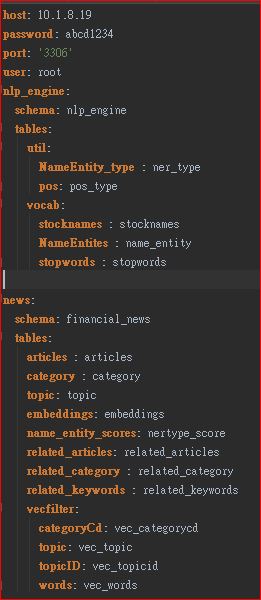 host: 10.1.8.19
password: abcd1234
port: '3306'
user: root
nlp_engine:
schema: nlp_engine
tables:
util:
NameEntity_type : ner_type
pos: pos_type
vocab:
stocknames : stocknames
NameEntites : name_entity
stopwords : stopwords
news:
schema: financial_news
tables:
articles : articles
category : category
topic: topic
embeddings: embeddings
name_entity_scores: nertype_score
related_articles: related_articles
related_category : related_category
related_keywords : related_keywords
vecfilter:
categoryCd: vec_categorycd
topic: vec_topic
topicID: vec_topicid
words: vec_words